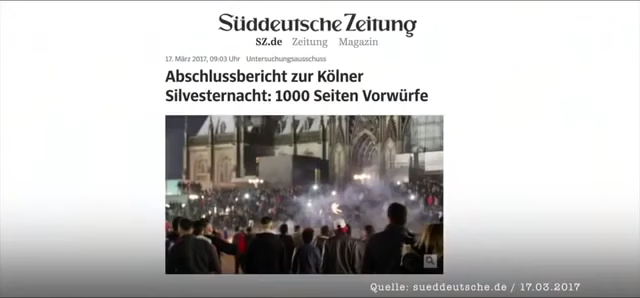 Süddeutsche Zeitung
SZ.de Zeitung Magazin
17. März 2017, 09:03 Uhr Untersuchungsausschuss
Abschlussbericht zur Kölner
Silvesternacht: 1000 Seiten Vorwürfe
Quelle: sueddeutsche.de / 17.03.2017